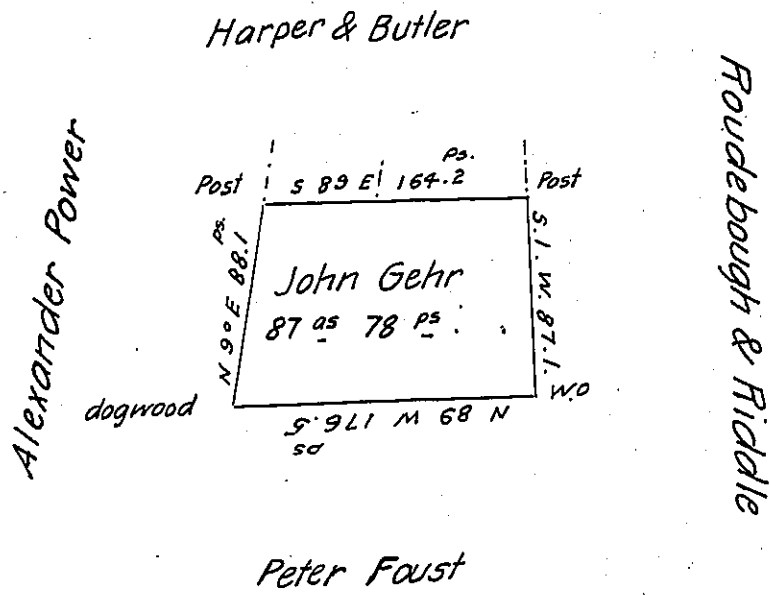 Harper & Butler
Roudebough & Riddle
Alexander Power
Post
S 89 E 164.2 ps.
Post
N 9° E 88.1 ps.
S. 1. W. 87.1.
John Gehr
87 as 78 ps
dogwood
W.O
N 89 W 176.5 ps
Peter Foust